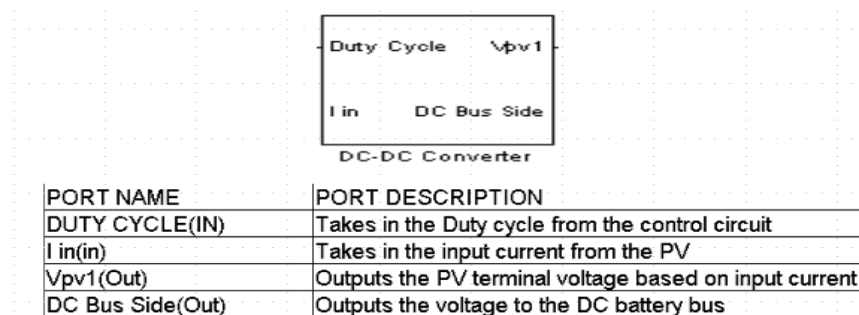 Duty Cycle Vpv1
I in DC Bus Side
DC-DC Converter
PORT NAME PORT DESCRIPTION
DUTY CYCLE(IN) Takes in the Duty cycle from the control circuit
I in(in) Takes in the input current from the PV
Vpv1(Out) Outputs the PV terminal voltage based on input current
DC Bus Side(Out) Outputs the voltage to the DC battery bus